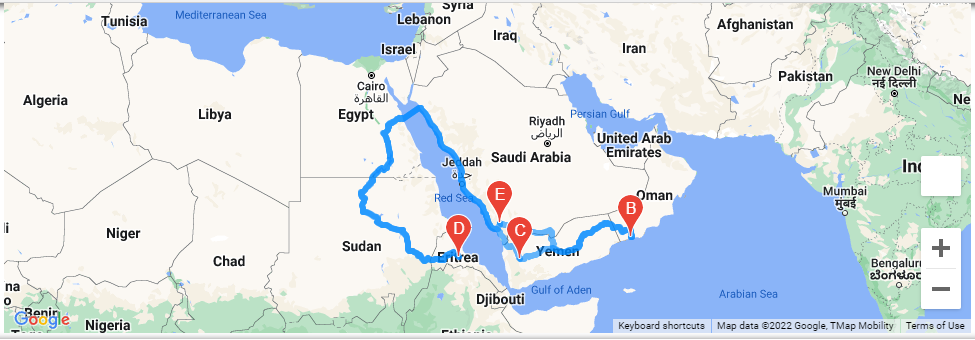 Mediterranean Sea
Tunisia
Syria
Lebanon
Afghanistan
Iraq
Israel
Iran
Cairo
القاهرة
Pakistan
New Delhi
नई दिल्ली
Algeria
Libya
Egypt
Ne
Persian Gulf
Riyadh
الرياض
United Arab
Emirates
Jeddah
جدة
Saudi Arabia
Ind
Mumbai
मुंबई
Red Sea
Oman
E
B
D
C
Niger
Sudan
Eritrea
Yemen
Chad
Bengaluru
Gulf of Aden
Arabian Sea
Djibouti
na
Benin
Nigeria
Google
Keyboard shortcuts
Map data ©2022 Google, TMap Mobility
Terms of Use